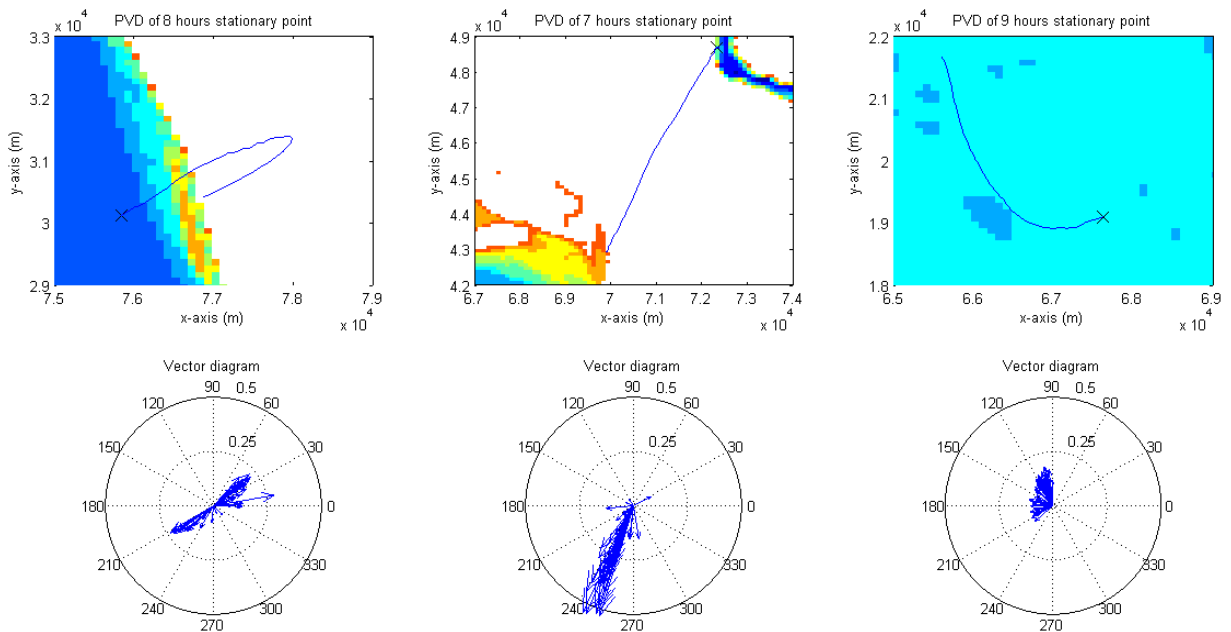 PVD of 8 hours stationary point
x 10^4
3.3
3.2
3.1
3
2.9
y-axis (m)
7.5 7.6 7.7 7.8 7.9
x-axis (m)
x 10^4
PVD of 7 hours stationary point
x 10^4
4.9
4.8
4.7
4.6
4.5
4.4
4.3
4.2
y-axis (m)
6.7 6.8 6.9 7 7.1 7.2 7.3 7.4
x-axis (m)
x 10^4
PVD of 9 hours stationary point
x 10^4
2.2
2.1
2
1.9
1.8
y-axis (m)
6.5 6.6 6.7 6.8 6.9
x-axis (m)
x 10^4
Vector diagram
90 0.5
120 60
0.25
150 30
180 0
210 330
240 300
270
Vector diagram
90 0.5
120 60
0.25
150 30
180 0
210 330
240 300
270
Vector diagram
90 0.5
120 60
0.25
150 30
180 0
210 330
240 300
270